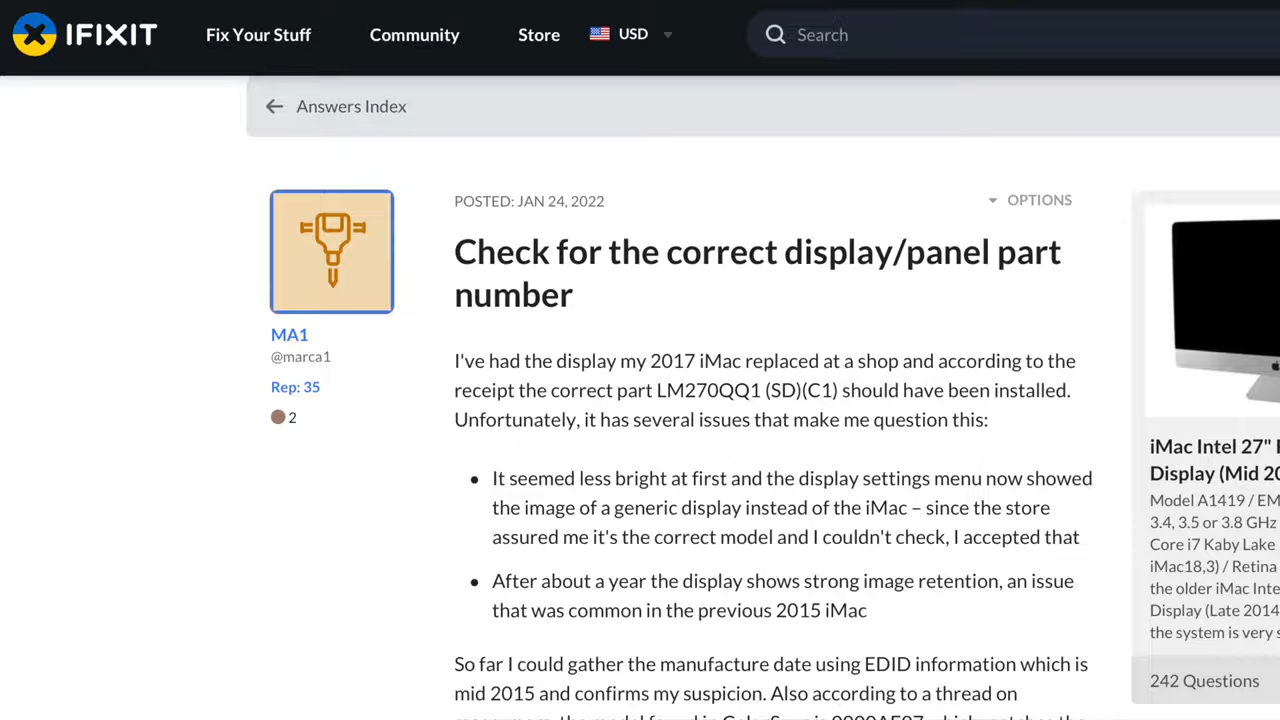 IFIXIT Fix Your Stuff Community Store USD Search
Answers Index
POSTED: JAN 24, 2022 OPTIONS
Check for the correct display/panel part
number
MA1
@marca1
Rep: 35
2
I've had the display my 2017 iMac replaced at a shop and according to the
receipt the correct part LM270QQ1 (SD)(C1) should have been installed.
Unfortunately, it has several issues that make me question this:
• It seemed less bright at first and the display settings menu now showed
the image of a generic display instead of the iMac – since the store
assured me it's the correct model and I couldn't check, I accepted that
• After about a year the display shows strong image retention, an issue
that was common in the previous 2015 iMac
So far I could gather the manufacture date using EDID information which is
mid 2015 and confirms my suspicion. Also according to a thread on
iMac Intel 27"
Display (Mid
Model A1419 /
3.4, 3.5 or 3.8 GHz
Core i7 Kaby Lake
iMac18,3) / Retina
the older iMac
Display (Late 2014
the system is very
242 Questions